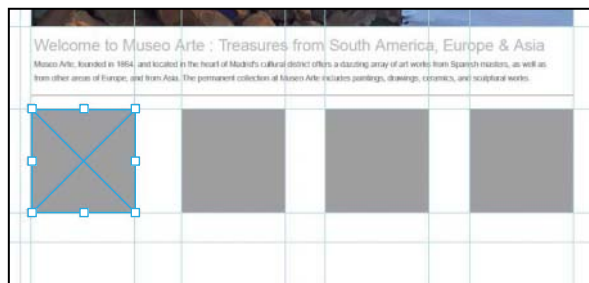 Welcome to Museo Arte : Treasures from South America, Europe & Asia
Museo Arte, founded in 1864, and located in the heart of Madrid's cultural district offers a dazzling array of art works from Spanish masters, as well as
from other areas of Europe, and from Asia. The permanent collection at Museo Arte includes paintings, drawings, ceramics, and sculptural works.